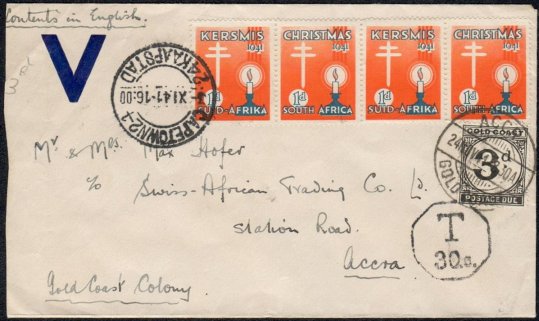 Contents in English.
V
KERSMIS 1941 1d SUID-AFRIKA
CHRISTMAS 1941 1d SOUTH AFRICA
KERSMIS 1941 1d SUID-AFRIKA
CHRISTMAS 1941 1d SOUTH AFRICA
KAAPSTAD
XI 41-16:00
CAPETOWN
Mr & Mrs. Max Hofer
c/o Swiss-African Trading Co. Ld.
Station Road.
Accra
Gold Coast Colony
ACCRA
GOLD COAST
3d
POSTAGE DUE
T
30.c.